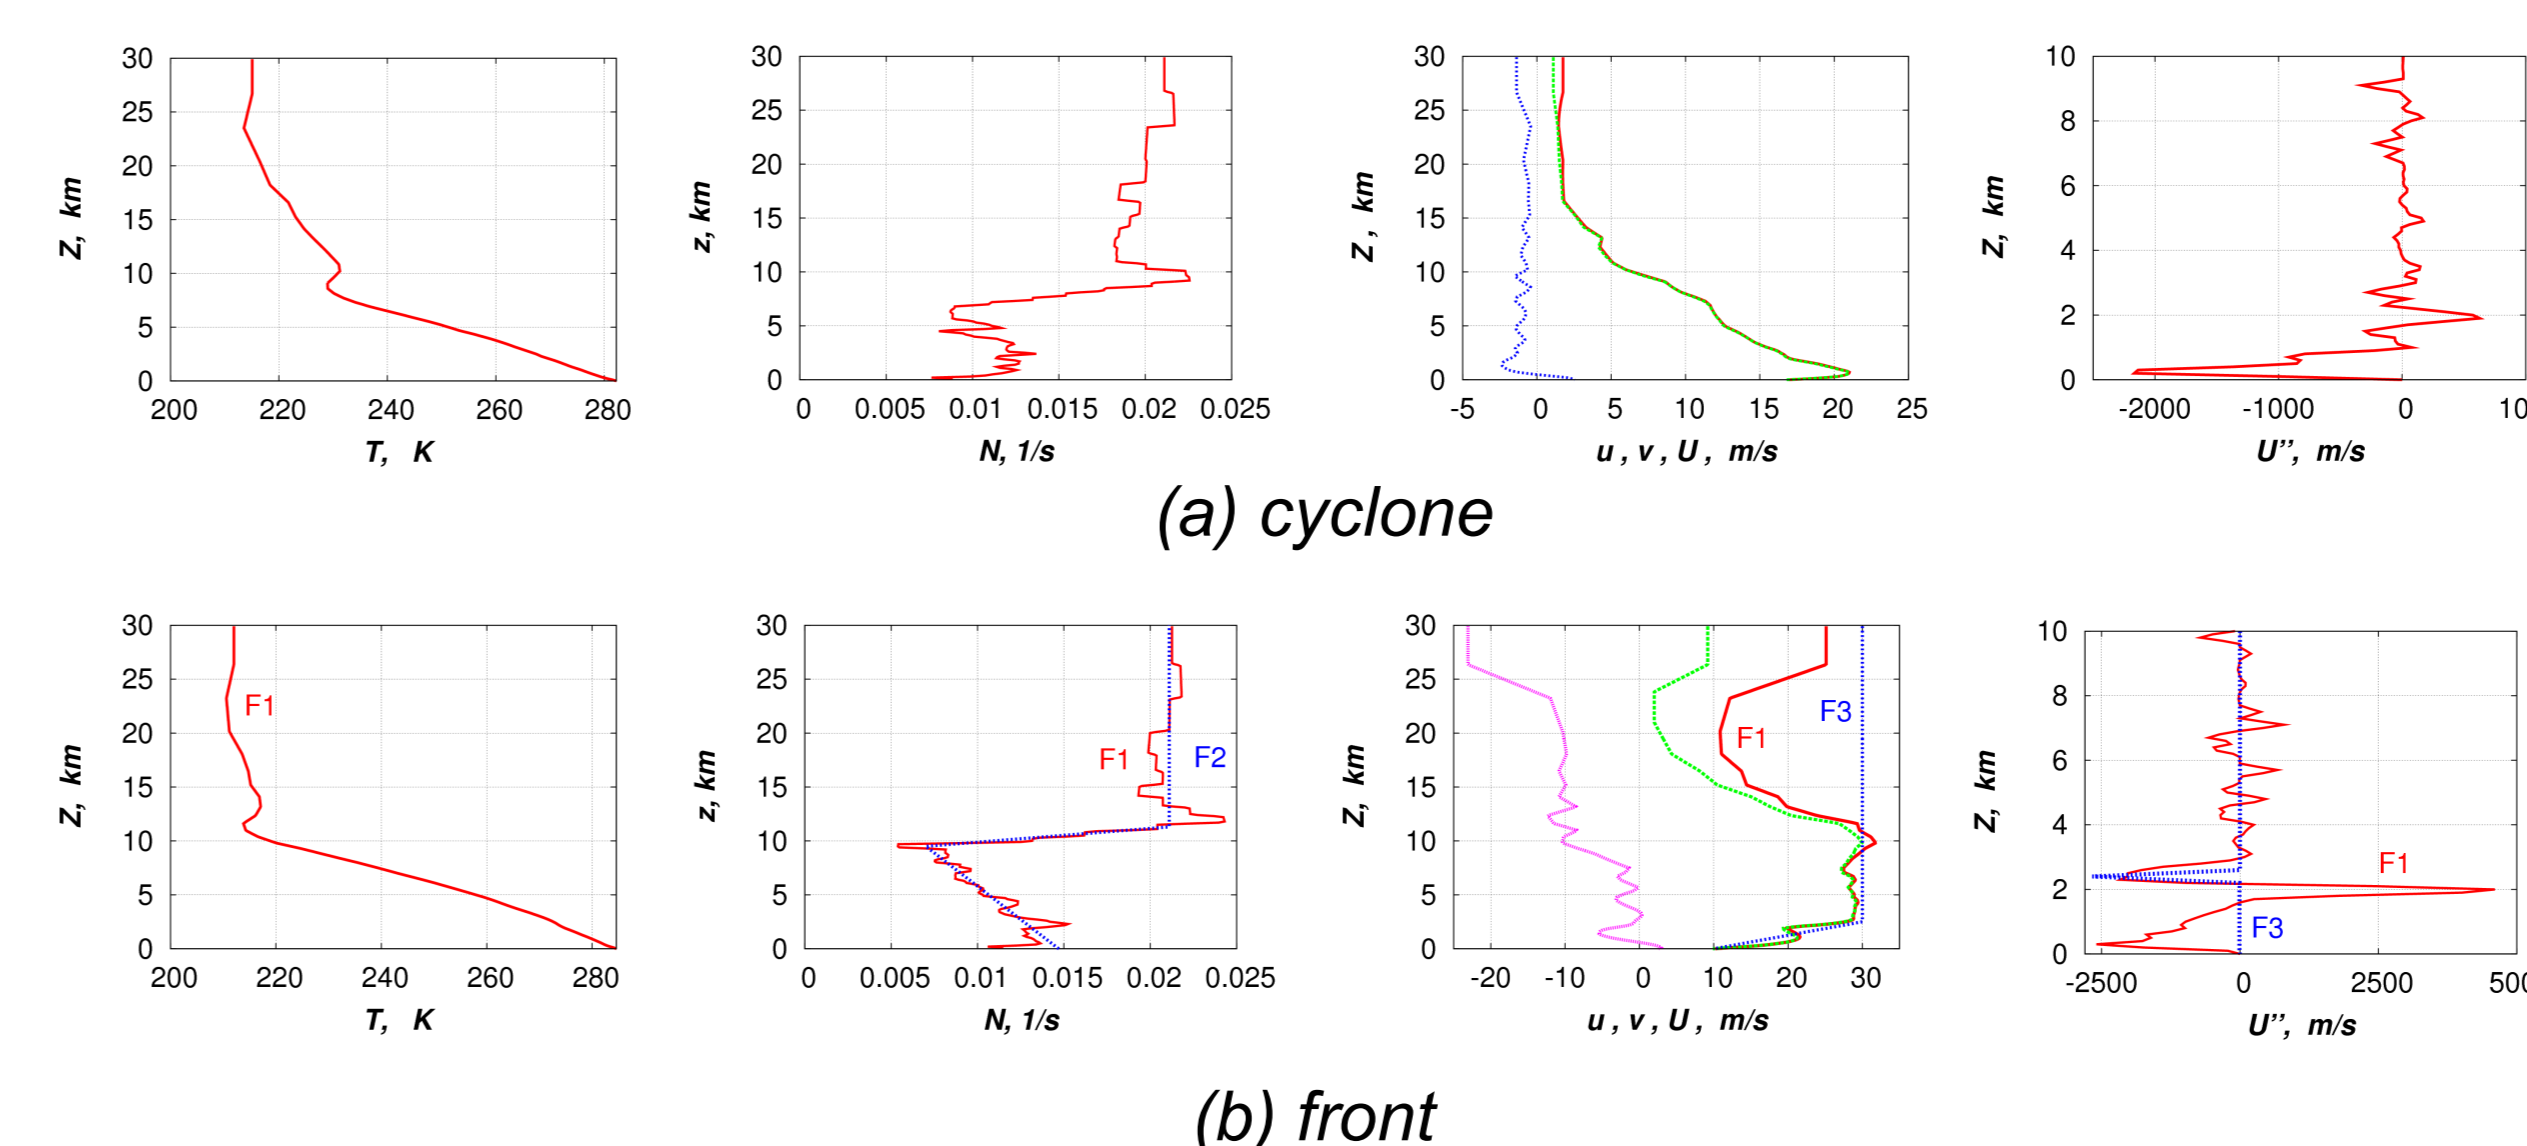 30 25 20 15 10 5 0
Z, km
200 220 240 260 280
T, K
30 25 20 15 10 5 0
z, km
0 0.005 0.01 0.015 0.02 0.025
N, 1/s
30 25 20 15 10 5 0
Z , km
-5 0 5 10 15 20 25
u , v , U , m/s
10 8 6 4 2 0
Z, km
-2000 -1000 0 10
U’’, m/s
(a) cyclone
30 25 20 15 10 5 0
Z, km
F1
200 220 240 260 280
T, K
30 25 20 15 10 5 0
z, km
F1 F2
0 0.005 0.01 0.015 0.02 0.025
N, 1/s
30 25 20 15 10 5 0
Z, km
F3
F1
-20 -10 0 10 20 30
u , v , U , m/s
10 8 6 4 2 0
Z, km
F1
F3
-2500 0 2500 500
U’’, m/s
(b) front